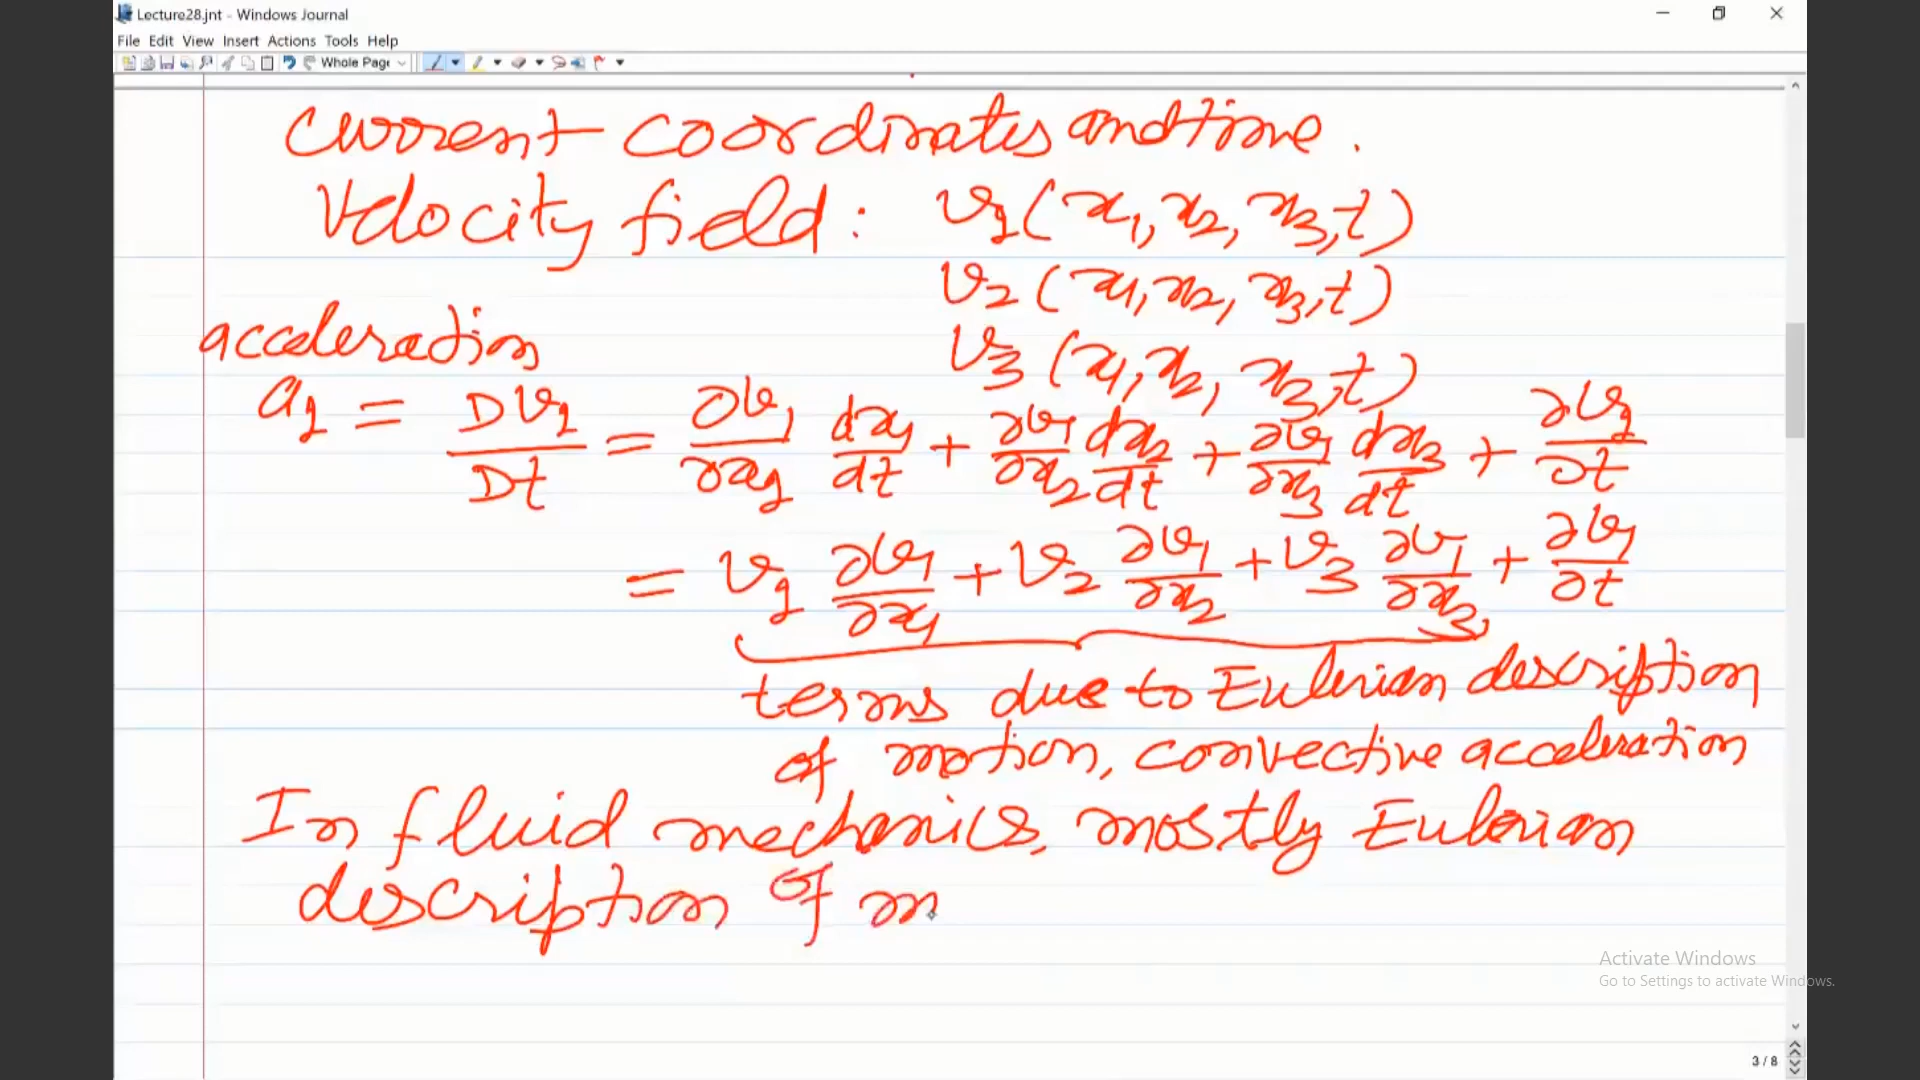 Lecture28.jnt - Windows Journal
File Edit View Insert Actions Tools Help
Whole Page
current coordinates and time.
Velocity field: v₁(x₁, x₂, x₃, t)
v₂(x₁, x₂, x₃, t)
acceleration
v₃(x₁, x₂, x₃, t)
a₁ = Dv₁/Dt = ∂v₁/∂x₁ dx₁/dt + ∂v₁/∂x₂ dx₂/dt + ∂v₁/∂x₃ dx₃/dt + ∂v₁/∂t
= v₁ ∂v₁/∂x₁ + v₂ ∂v₁/∂x₂ + v₃ ∂v₁/∂x₃ + ∂v₁/∂t
terms due to Eulerian description
of motion, convective acceleration
In fluid mechanics, mostly Eulerian
description of m
Activate Windows
Go to Settings to activate Windows.
3 / 8